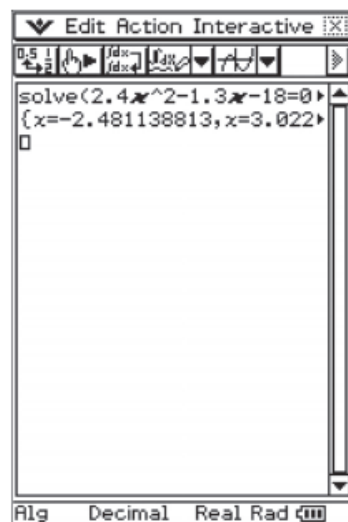 Edit Action Interactive
solve(2.4x^2-1.3x-18=0
{x=-2.481138813,x=3.022
Alg Decimal Real Rad